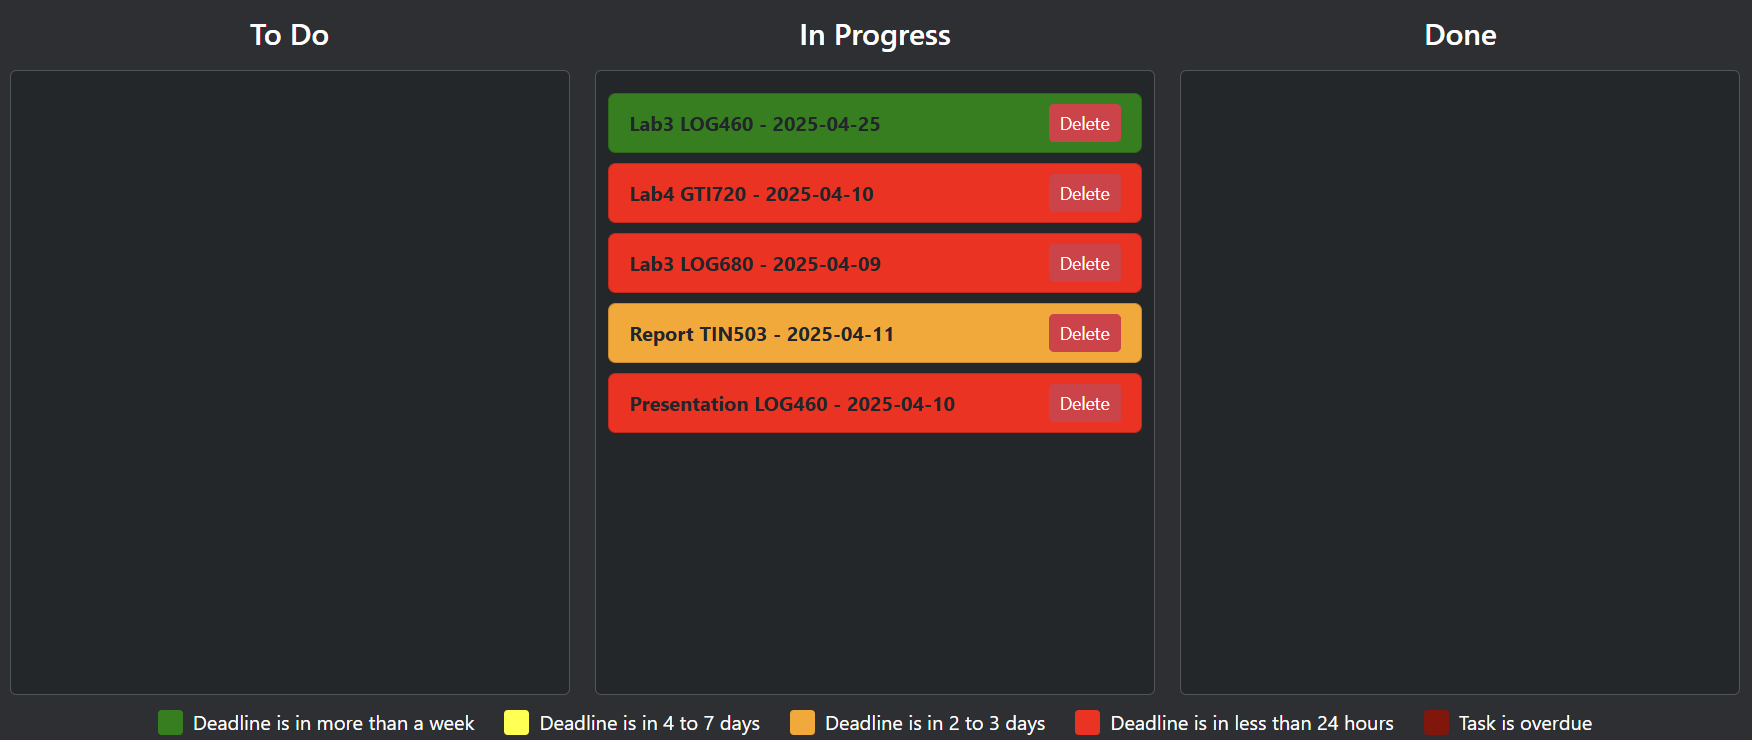 To Do
In Progress
Done
Lab3 LOG460 - 2025-04-25
Delete
Lab4 GTI720 - 2025-04-10
Delete
Lab3 LOG680 - 2025-04-09
Delete
Report TIN503 - 2025-04-11
Delete
Presentation LOG460 - 2025-04-10
Delete
Deadline is in more than a week
Deadline is in 4 to 7 days
Deadline is in 2 to 3 days
Deadline is in less than 24 hours
Task is overdue